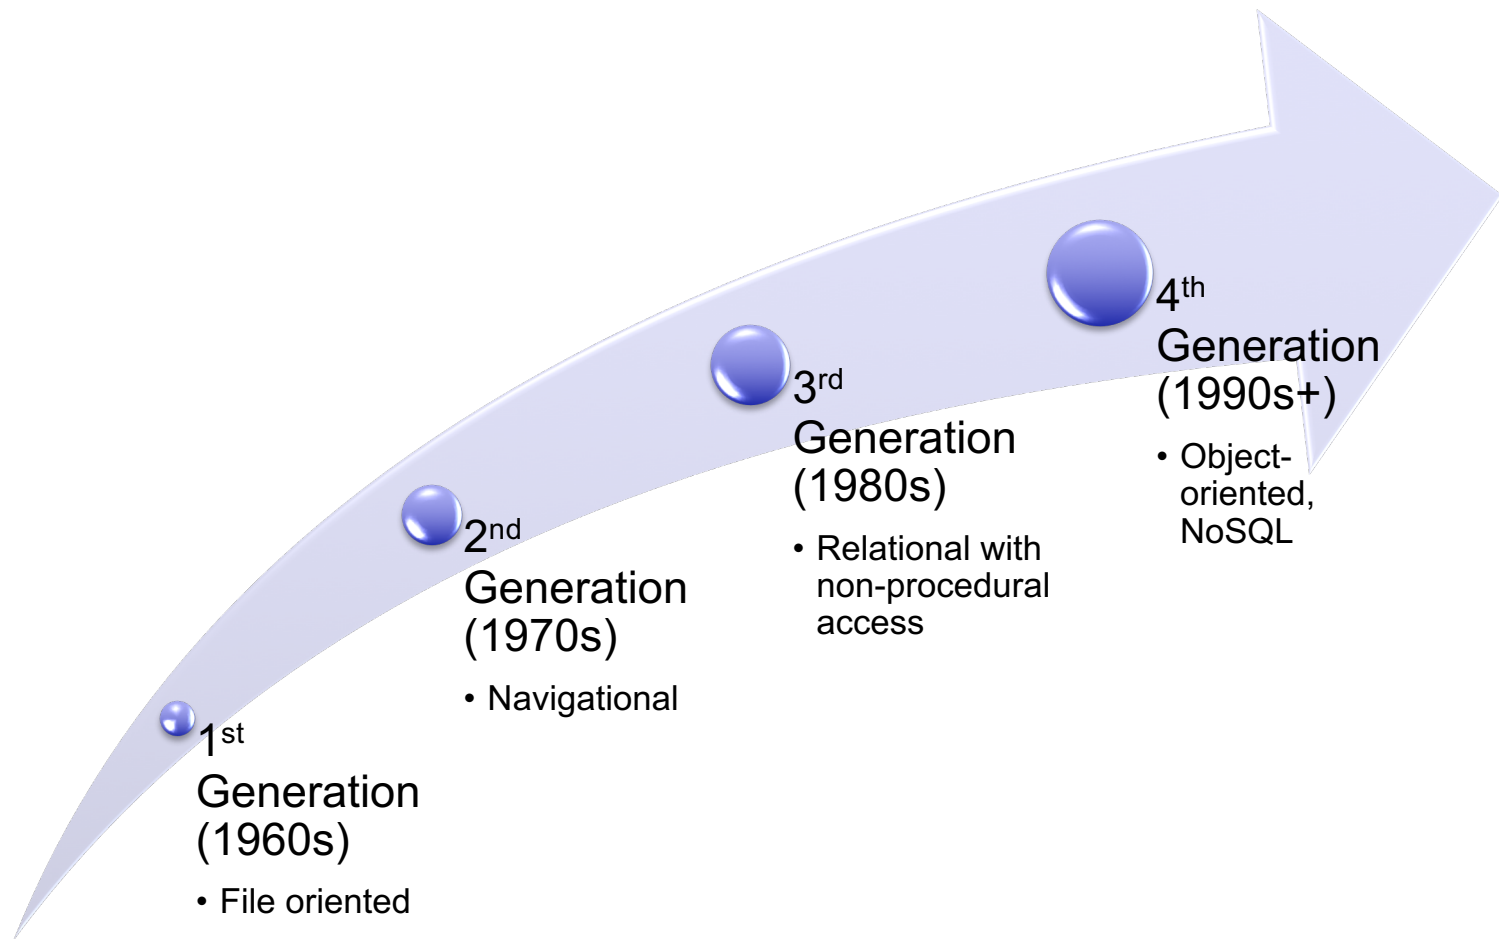 1st
Generation
(1960s)
• File oriented
2nd
Generation
(1970s)
• Navigational
3rd
Generation
(1980s)
• Relational with
non-procedural
access
4th
Generation
(1990s+)
• Object-
oriented,
NoSQL